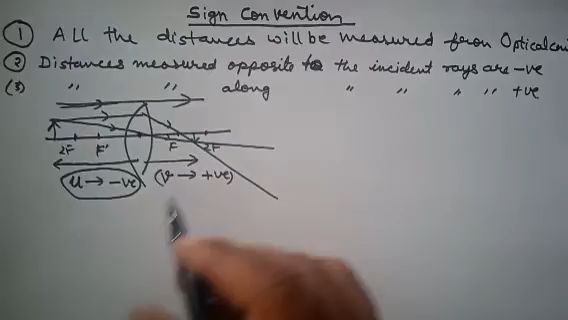 Sign Convention
① All the distances will be measured from Opticalcen
② Distances measured opposite to the incident rays are -ve
(3) " " along " " " " +ve
2F F' F 2F
u → -ve (v → +ve)